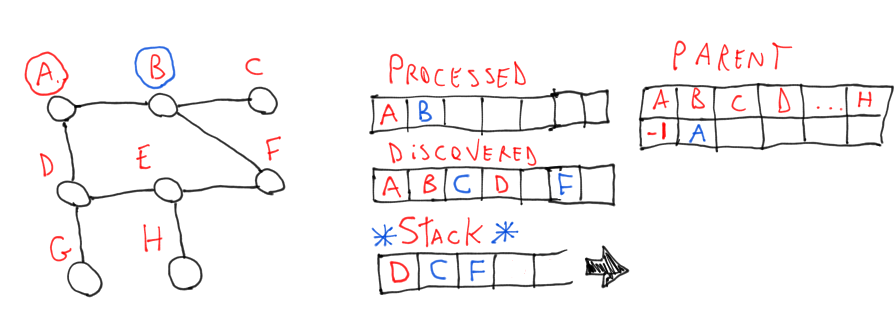 A.
B
C
D
E
F
G
H
PROCESSED
A B
DiSCOVERED
A B C D F
*STACK*
D C F
PARENT
A B C D ... H
-1 A